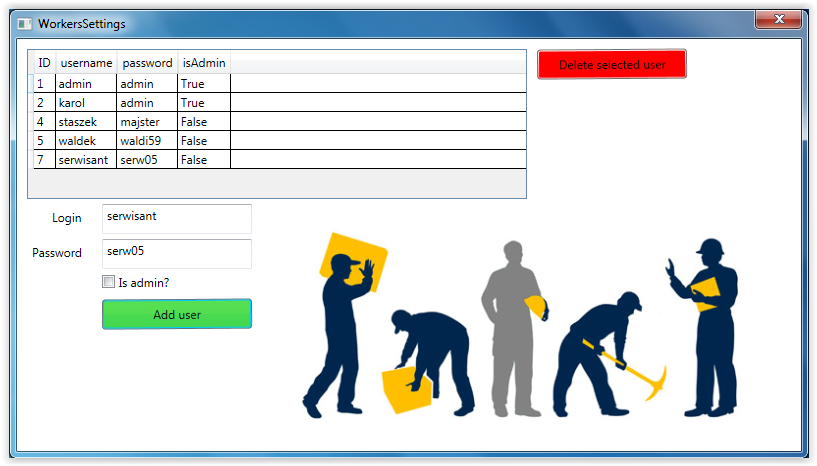 WorkersSettings
ID username password isAdmin
1 admin admin True
2 karol admin True
4 staszek majster False
5 waldek waldi59 False
7 serwisant serw05 False
Delete selected user
Login serwisant
Password serw05
Is admin?
Add user